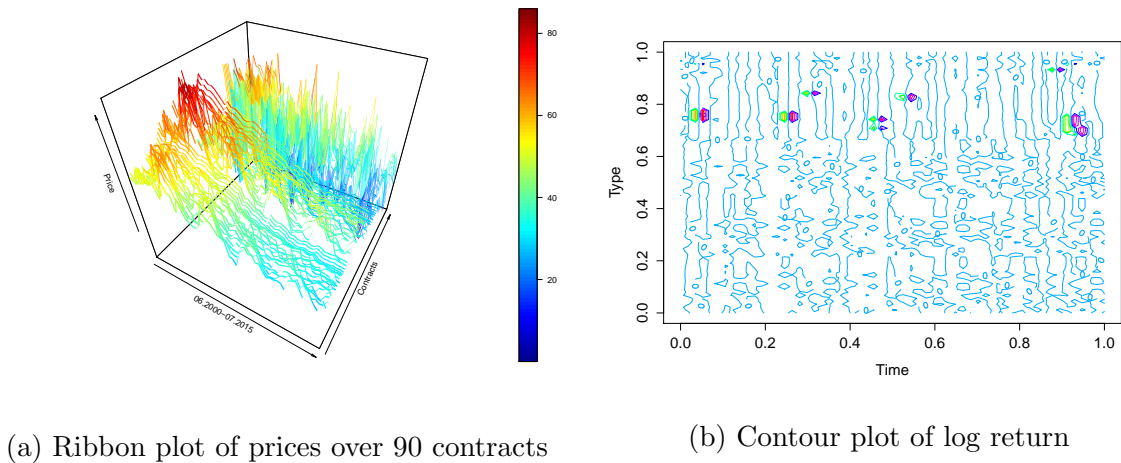 Price
06.2000−07.2015
Contracts
80
60
40
20
(a) Ribbon plot of prices over 90 contracts
1.0
0.8
0.6
0.4
0.2
0.0
Type
0.0 0.2 0.4 0.6 0.8 1.0
Time
(b) Contour plot of log return